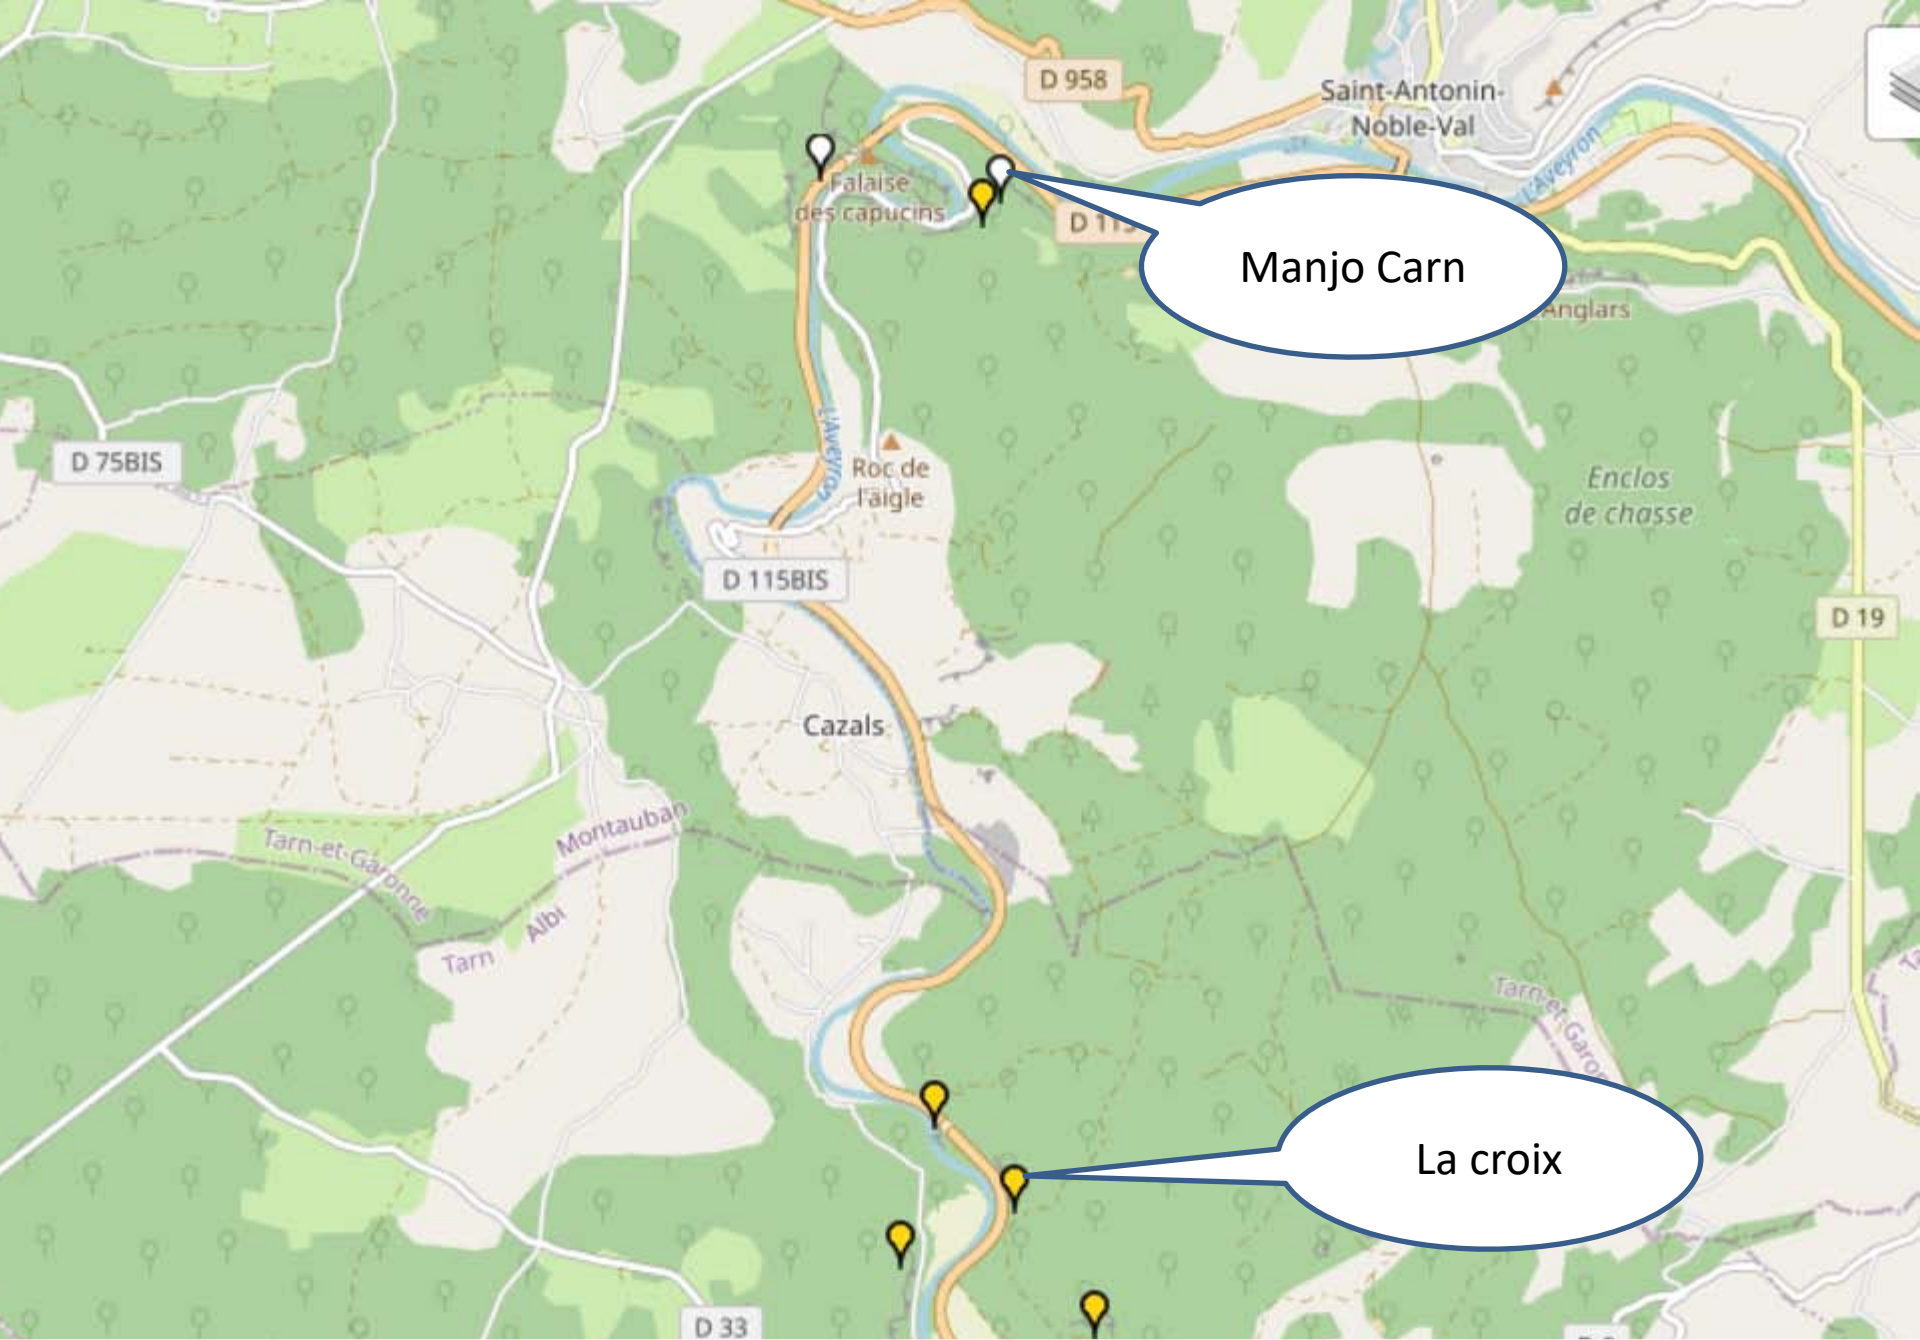 D 958
Saint-Antonin-
Noble-Val
L'Aveyron
Falaise
des capucins
D 115
Manjo Carn
Anglars
D 75BIS
L'Aveyron
Roc de
l'aigle
Enclos
de chasse
D 115BIS
D 19
Cazals
Montauban
Tarn-et-Garonne
Albi
Tarn
Tarn-et-Garo
La croix
D 33